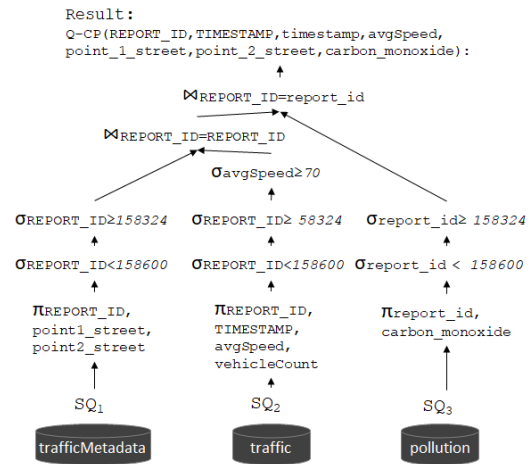 Result:
Q-CP(REPORT_ID,TIMESTAMP,timestamp,avgSpeed,
point_1_street,point_2_street,carbon_monoxide):
⋈REPORT_ID=report_id
⋈REPORT_ID=REPORT_ID
σavgSpeed≥70
σREPORT_ID≥158324
σREPORT_ID≥ 58324
σreport_id≥ 158324
σREPORT_ID<158600
σREPORT_ID<158600
σreport_id < 158600
πREPORT_ID,
point1_street,
point2_street
πREPORT_ID,
TIMESTAMP,
avgSpeed,
vehicleCount
πreport_id,
carbon_monoxide
SQ1
SQ2
SQ3
trafficMetadata
traffic
pollution